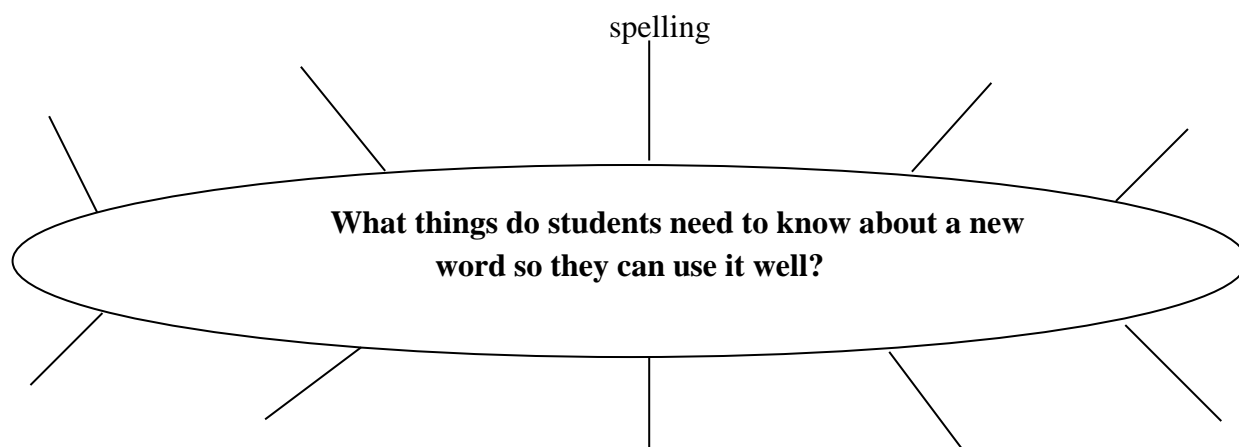 spelling
What things do students need to know about a new
word so they can use it well?